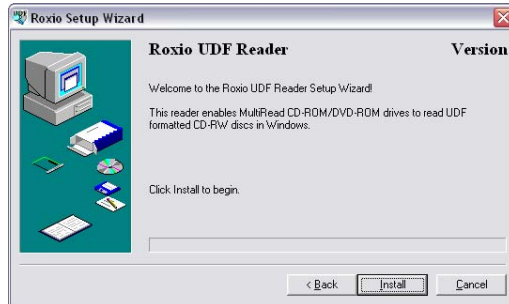 Roxio Setup Wizard
Roxio UDF Reader Version
Welcome to the Roxio UDF Reader Setup Wizard!
This reader enables MultiRead CD-ROM/DVD-ROM drives to read UDF
formatted CD-RW discs in Windows.
Click Install to begin.
< Back Install Cancel